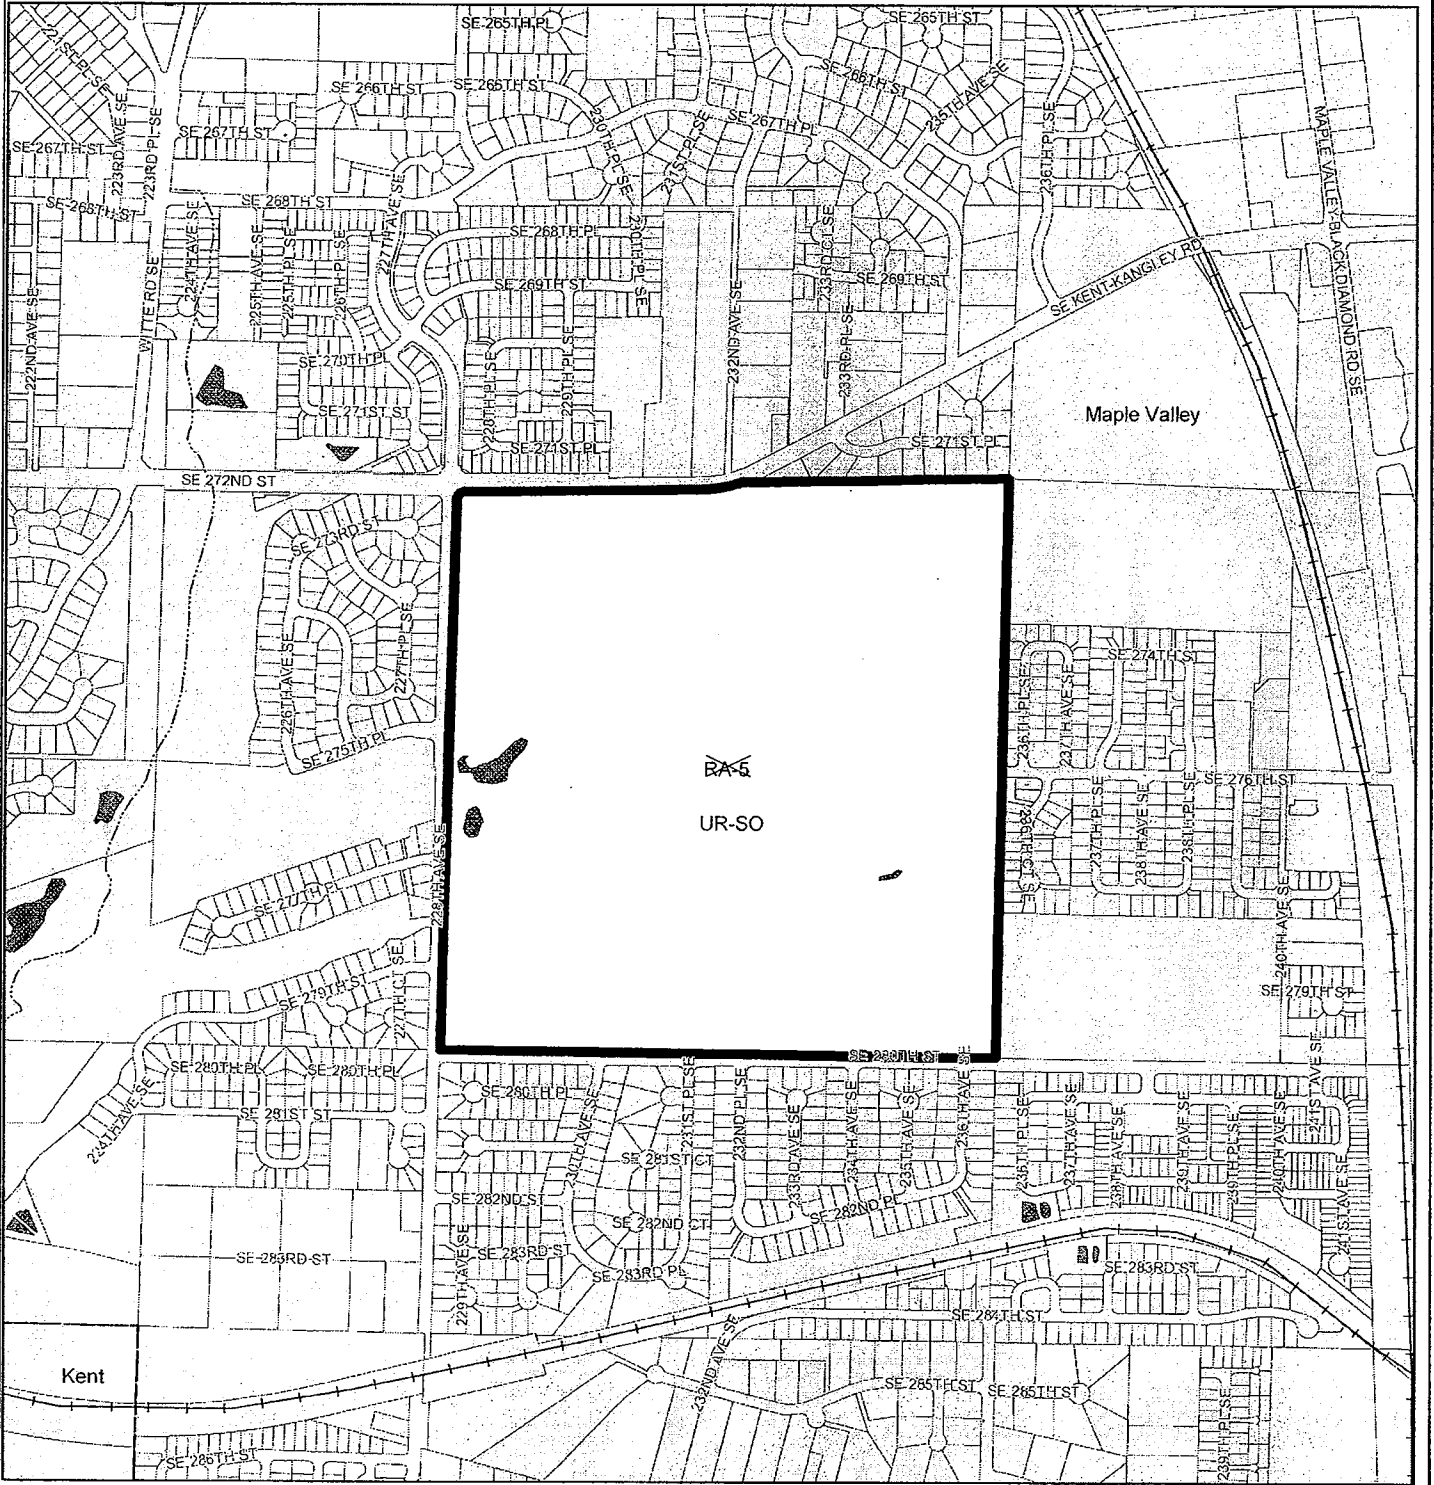 SE 265TH PL
SE 265TH ST
221ST PL SE
SE 266TH ST
SE 266TH ST
SE 266TH ST
235TH AVE SE
223RD AVE SE
223RD PL SE
SE 267TH ST
SE 267TH ST
230TH PL SE
231ST PL SE
SE 267TH PL
236TH PL SE
MAPLE VALLEY-BLACK DIAMOND RD SE
SE 268TH ST
SE 268TH ST
224TH AVE SE
225TH AVE SE
225TH PL SE
226TH PL SE
227TH AVE SE
SE 268TH PL
230TH PL SE
233RD CT SE
SE 269TH ST
SE 269TH ST
SE KENT-KANGLEY RD
222ND AVE SE
WITTE RD SE
SE 270TH PL
228TH PL SE
229TH PL SE
232ND AVE SE
233RD PL SE
SE 271ST ST
SE 271ST PL
SE 271ST PL
Maple Valley
SE 272ND ST
SE 273RD ST
226TH AVE SE
227TH PL SE
SE 275TH PL
RA-5
UR-SO
SE 274TH ST
236TH PL SE
237TH AVE SE
SE 276TH ST
236TH CT SE
237TH PL SE
238TH AVE SE
238TH PL SE
228TH AVE SE
SE 277TH PL
240TH AVE SE
SE 279TH ST
227TH CT SE
SE 279TH ST
SE 280TH ST
SE 280TH PL
SE 280TH PL
SE 280TH PL
224TH AVE SE
SE 281ST ST
230TH AVE SE
231ST PL SE
232ND PL SE
233RD AVE SE
234TH AVE SE
235TH AVE SE
236TH AVE SE
236TH PL SE
237TH AVE SE
238TH AVE SE
239TH AVE SE
239TH PL SE
240TH AVE SE
241ST AVE SE
241ST AVE SE
SE 281ST CT
SE 282ND ST
SE 282ND CT
SE 282ND PL
SE 283RD ST
229TH AVE SE
SE 283RD ST
SE 283RD PL
SE 283RD ST
SE 284TH ST
232ND AVE SE
Kent
SE 285TH ST
SE 285TH ST
239TH PL SE
SE 286TH ST